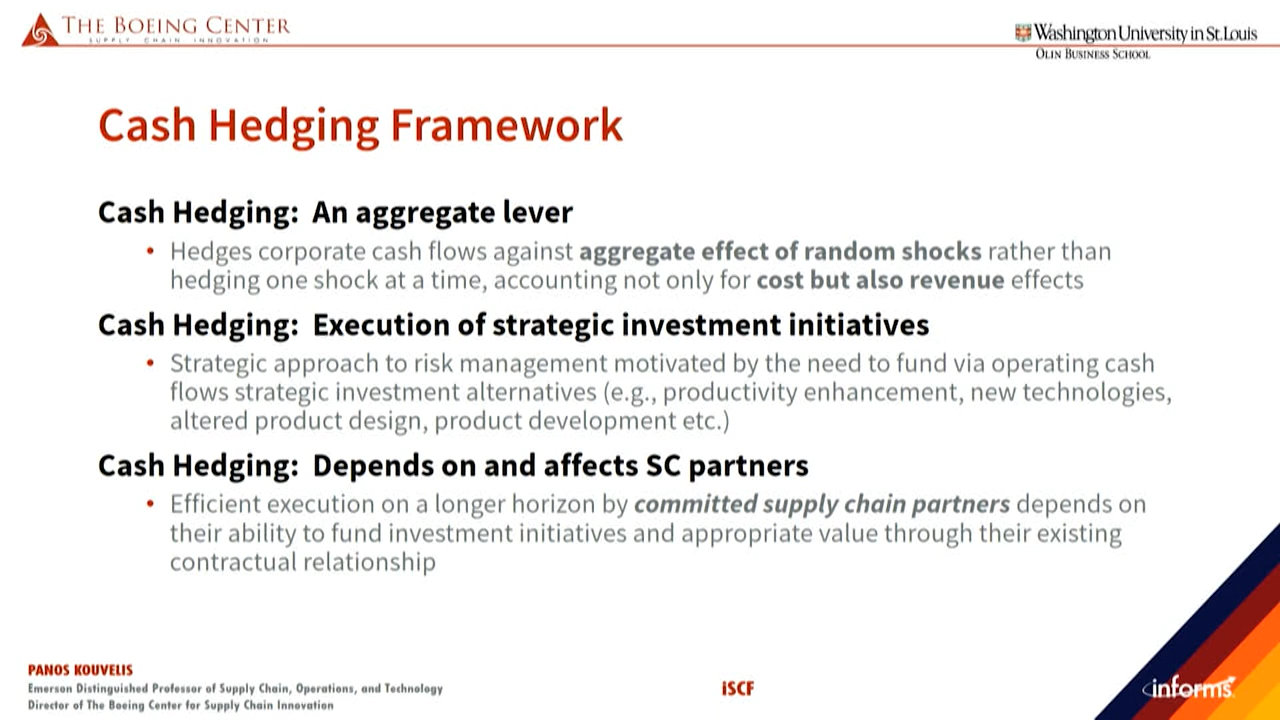 THE BOEING CENTER
SUPPLY CHAIN INNOVATION
Washington University in St. Louis
OLIN BUSINESS SCHOOL
Cash Hedging Framework
Cash Hedging: An aggregate lever
• Hedges corporate cash flows against aggregate effect of random shocks rather than
hedging one shock at a time, accounting not only for cost but also revenue effects
Cash Hedging: Execution of strategic investment initiatives
• Strategic approach to risk management motivated by the need to fund via operating cash
flows strategic investment alternatives (e.g., productivity enhancement, new technologies,
altered product design, product development etc.)
Cash Hedging: Depends on and affects SC partners
• Efficient execution on a longer horizon by committed supply chain partners depends on
their ability to fund investment initiatives and appropriate value through their existing
contractual relationship
PANOS KOUVELIS
Emerson Distinguished Professor of Supply Chain, Operations, and Technology
Director of The Boeing Center for Supply Chain Innovation
iSCF
informs